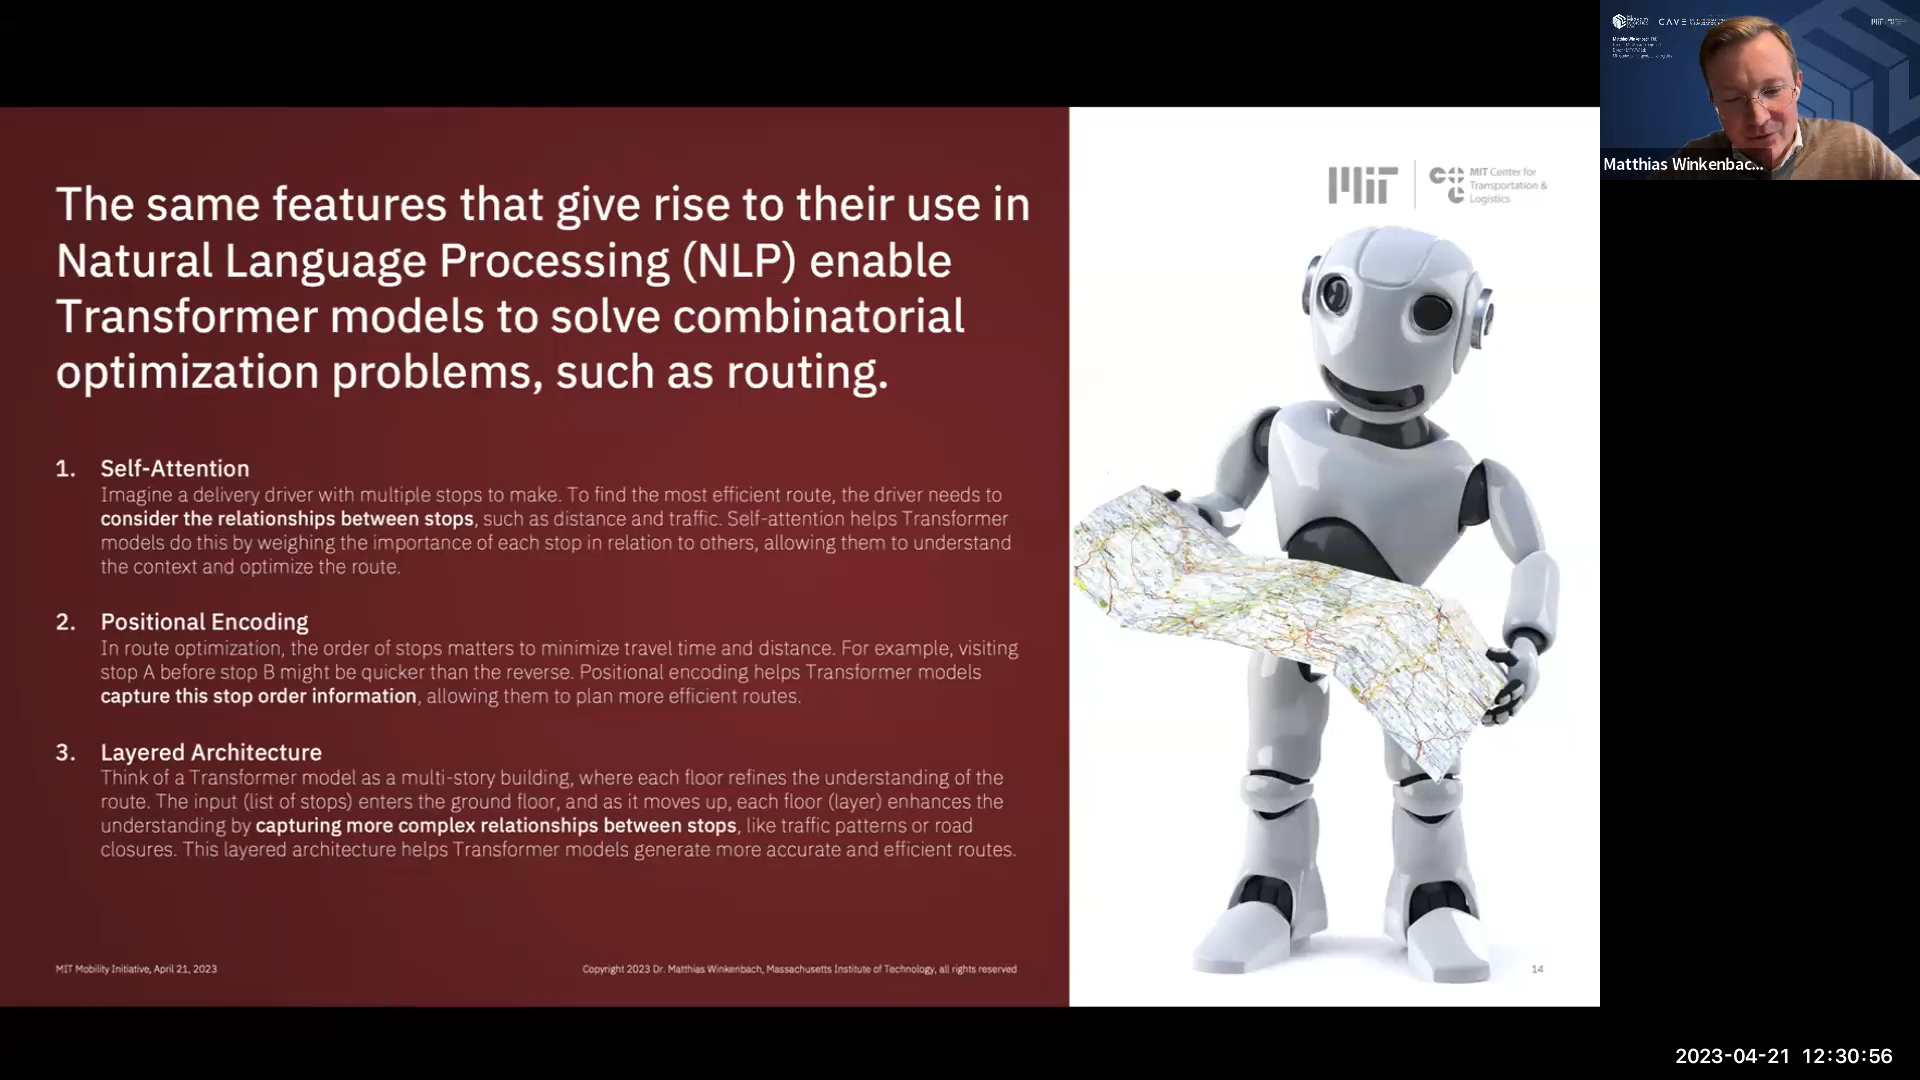 The same features that give rise to their use in
Natural Language Processing (NLP) enable
Transformer models to solve combinatorial
optimization problems, such as routing.
1. Self-Attention
Imagine a delivery driver with multiple stops to make. To find the most efficient route, the driver needs to
consider the relationships between stops, such as distance and traffic. Self-attention helps Transformer
models do this by weighing the importance of each stop in relation to others, allowing them to understand
the context and optimize the route.
2. Positional Encoding
In route optimization, the order of stops matters to minimize travel time and distance. For example, visiting
stop A before stop B might be quicker than the reverse. Positional encoding helps Transformer models
capture this stop order information, allowing them to plan more efficient routes.
3. Layered Architecture
Think of a Transformer model as a multi-story building, where each floor refines the understanding of the
route. The input (list of stops) enters the ground floor, and as it moves up, each floor (layer) enhances the
understanding by capturing more complex relationships between stops, like traffic patterns or road
closures. This layered architecture helps Transformer models generate more accurate and efficient routes.
MIT Mobility Initiative, April 21, 2023
Copyright 2023 Dr. Matthias Winkenbach, Massachusetts Institute of Technology, all rights reserved
MIT
MIT Center for
Transportation &
Logistics
14
CAVE
Matthias Winkenbac...
2023-04-21 12:30:56